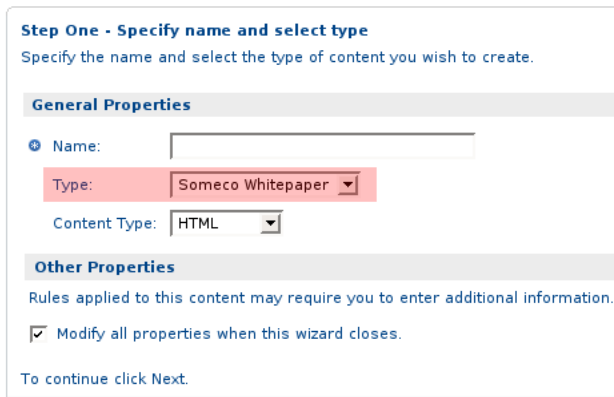 Step One - Specify name and select type
Specify the name and select the type of content you wish to create.
General Properties
Name:
Type: Someco Whitepaper
Content Type: HTML
Other Properties
Rules applied to this content may require you to enter additional information.
Modify all properties when this wizard closes.
To continue click Next.